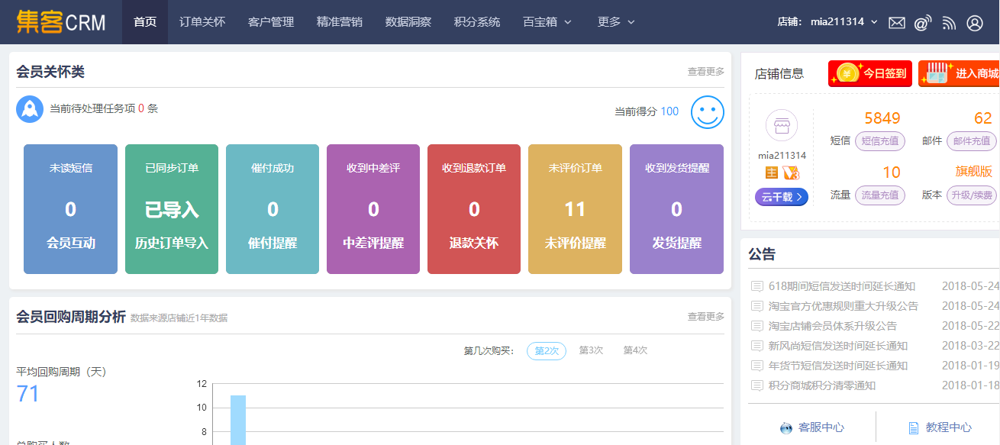 集客CRM 首页 订单关怀 客户管理 精准营销 数据洞察 积分系统 百宝箱 更多 店铺: mia211314
会员关怀类 查看更多
当前待处理任务项 0 条 当前得分 100
未读短信 已同步订单 催付成功 收到中差评 收到退款订单 未评价订单 收到发货提醒
0 已导入 0 0 0 11 0
会员互动 历史订单导入 催付提醒 中差评提醒 退款关怀 未评价提醒 发货提醒
会员回购周期分析 数据来源店铺近1年数据 查看更多
第几次购买: 第2次 第3次 第4次
平均回购周期（天）
71
12
10
8
店铺信息 今日签到 进入商城
mia211314
主 V3
云千载
5849 62
短信 短信充值 邮件 邮件充值
10 旗舰版
流量 流量充值 版本 升级/续费
公告
618期间短信发送时间延长通知 2018-05-24
淘宝官方优惠规则重大升级公告 2018-05-24
淘宝店铺会员体系升级公告 2018-05-22
新风尚短信发送时间延长通知 2018-03-22
年货节短信发送时间延长通知 2018-01-19
积分商城积分清零通知 2018-01-18
客服中心 教程中心